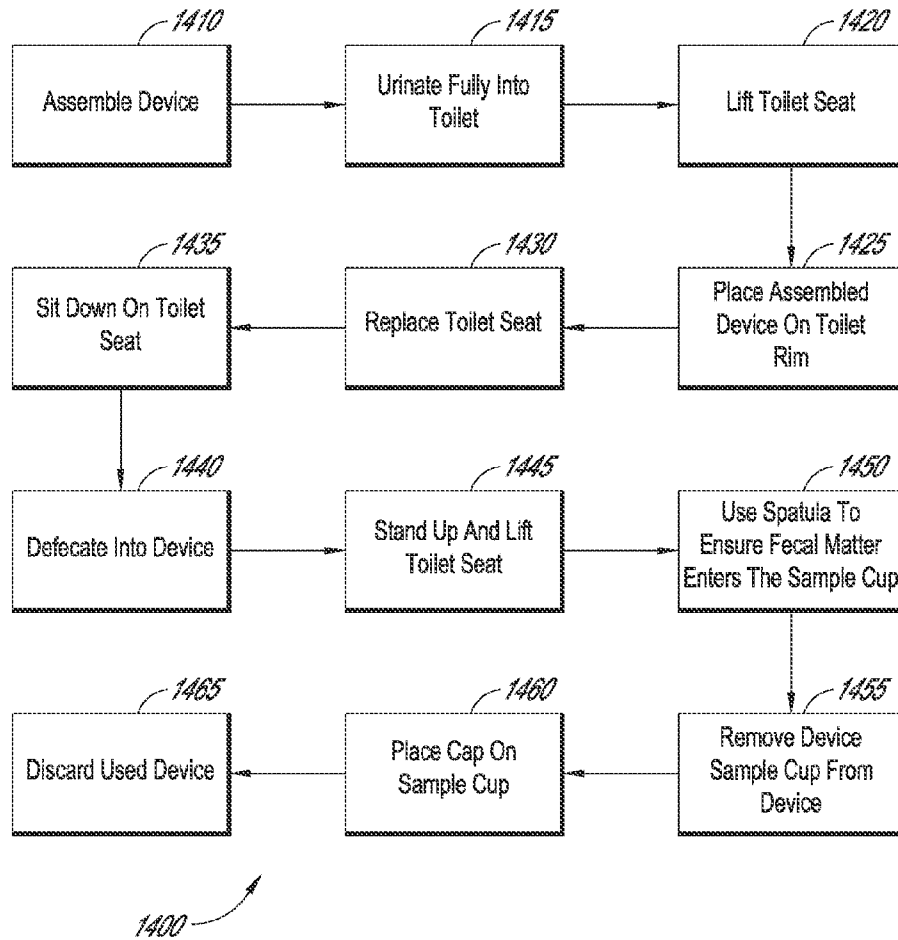 1410
Assemble Device
1415
Urinate Fully Into
Toilet
1420
Lift Toilet Seat
1425
Place Assembled
Device On Toilet
Rim
1430
Replace Toilet Seat
1435
Sit Down On Toilet
Seat
1440
Defecate Into Device
1445
Stand Up And Lift
Toilet Seat
1450
Use Spatula To
Ensure Fecal Matter
Enters The Sample Cup
1455
Remove Device
Sample Cup From
Device
1460
Place Cap On
Sample Cup
1465
Discard Used Device
1400